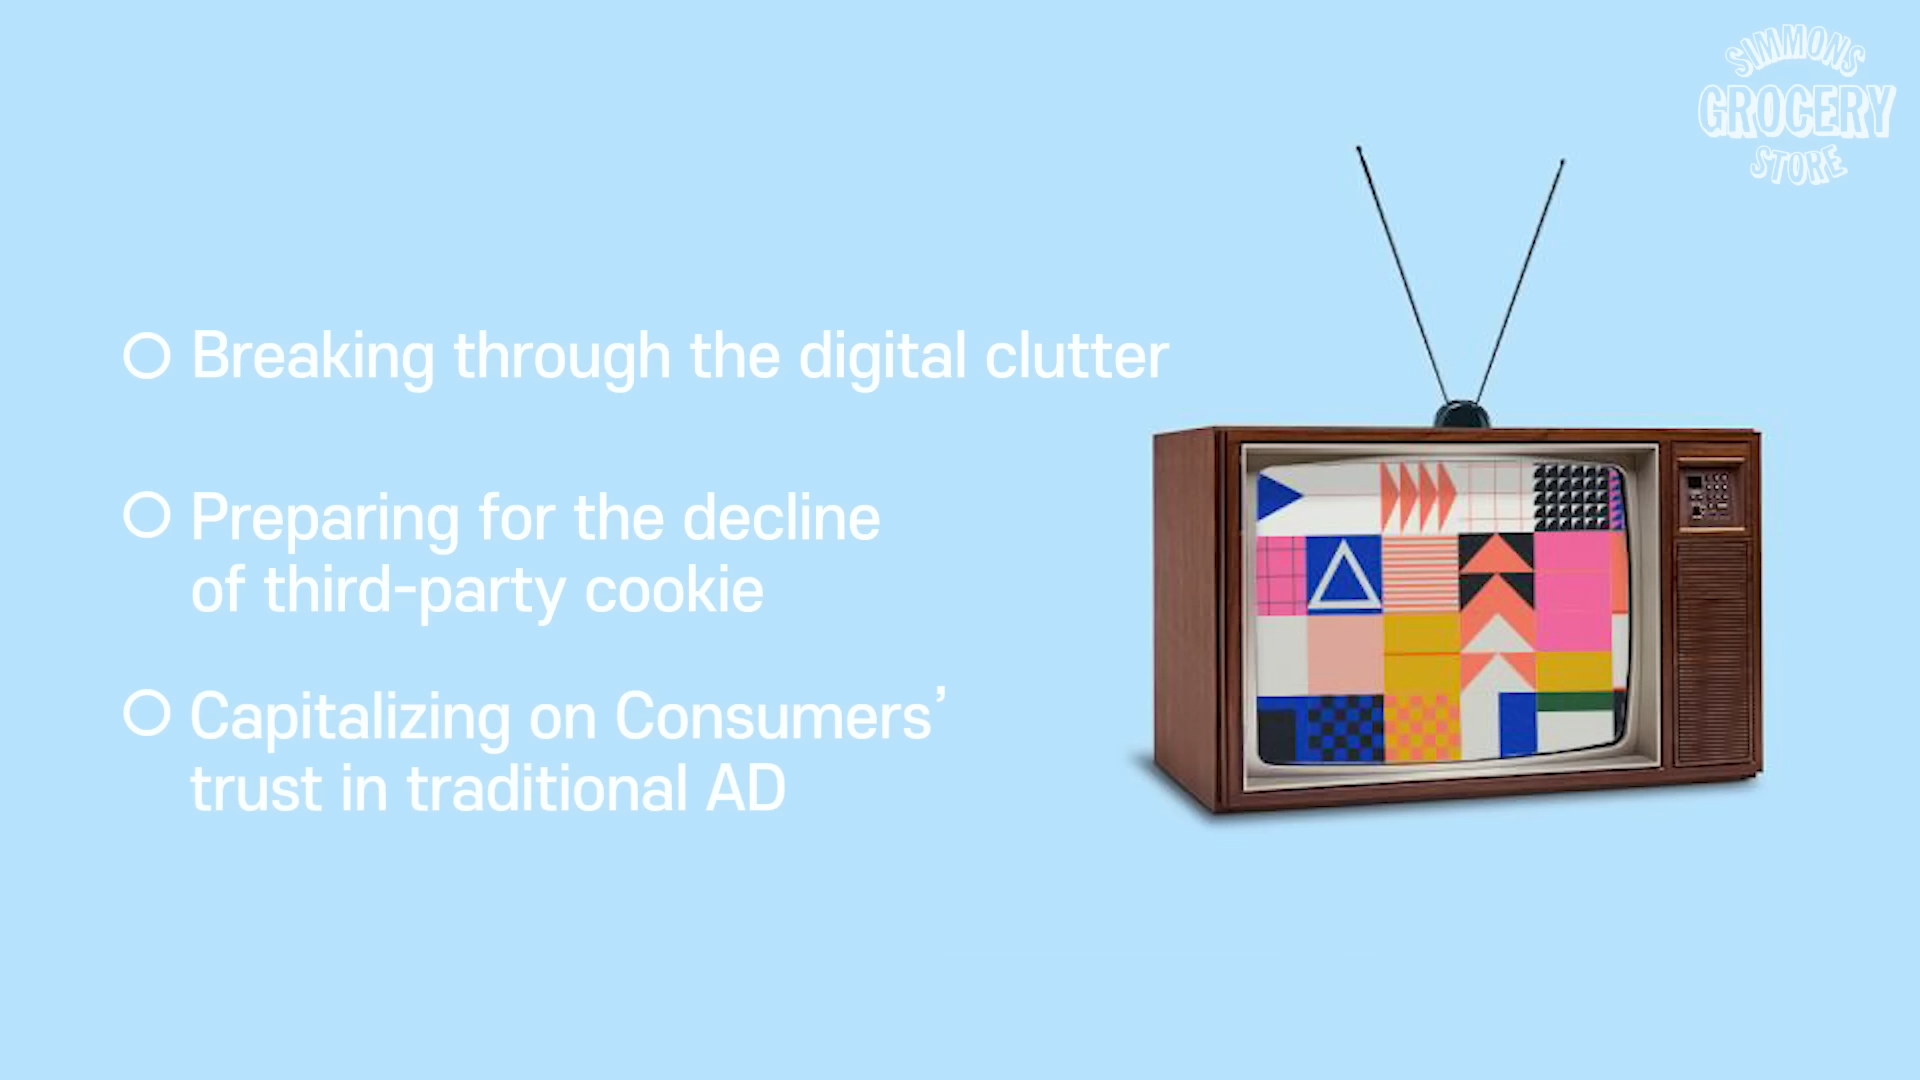 SIMMONS
GROCERY
STORE
Breaking through the digital clutter
Preparing for the decline
of third-party cookie
Capitalizing on Consumers’
trust in traditional AD